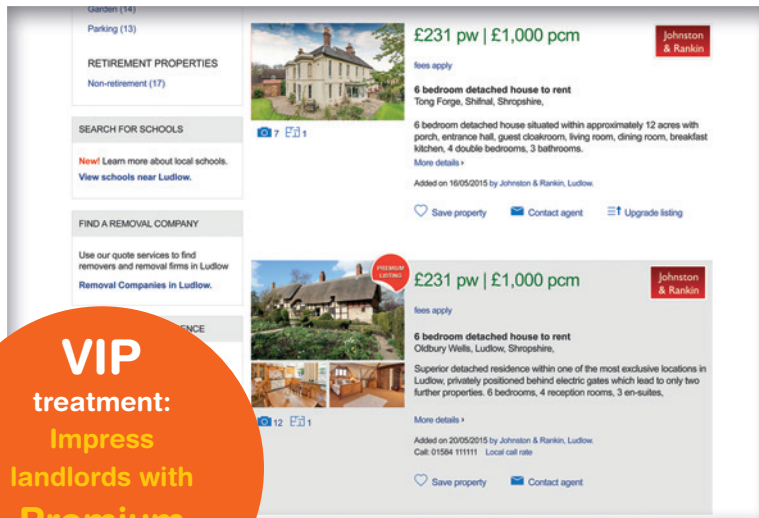 Garden (14)
Parking (13)
RETIREMENT PROPERTIES
Non-retirement (17)
SEARCH FOR SCHOOLS
New! Learn more about local schools.
View schools near Ludlow.
FIND A REMOVAL COMPANY
Use our quote services to find
removers and removal firms in Ludlow
Removal Companies in Ludlow.
VIP
treatment:
Impress
landlords with
Premium
£231 pw | £1,000 pcm
Johnston
& Rankin
fees apply
6 bedroom detached house to rent
Tong Forge, Shifnal, Shropshire,
6 bedroom detached house situated within approximately 12 acres with
porch, entrance hall, guest cloakroom, living room, dining room, breakfast
kitchen, 4 double bedrooms, 3 bathrooms.
More details ›
Added on 16/05/2015 by Johnston & Rankin, Ludlow.
7 1
Save property Contact agent Upgrade listing
PREMIUM
LISTING
£231 pw | £1,000 pcm
Johnston
& Rankin
fees apply
6 bedroom detached house to rent
Oldbury Wells, Ludlow, Shropshire,
Superior detached residence within one of the most exclusive locations in
Ludlow, privately positioned behind electric gates which lead to only two
further properties. 6 bedrooms, 4 reception rooms, 3 en-suites,
More details ›
Added on 20/05/2015 by Johnston & Rankin, Ludlow.
Call: 01584 111111 Local call rate
12 1
Save property Contact agent